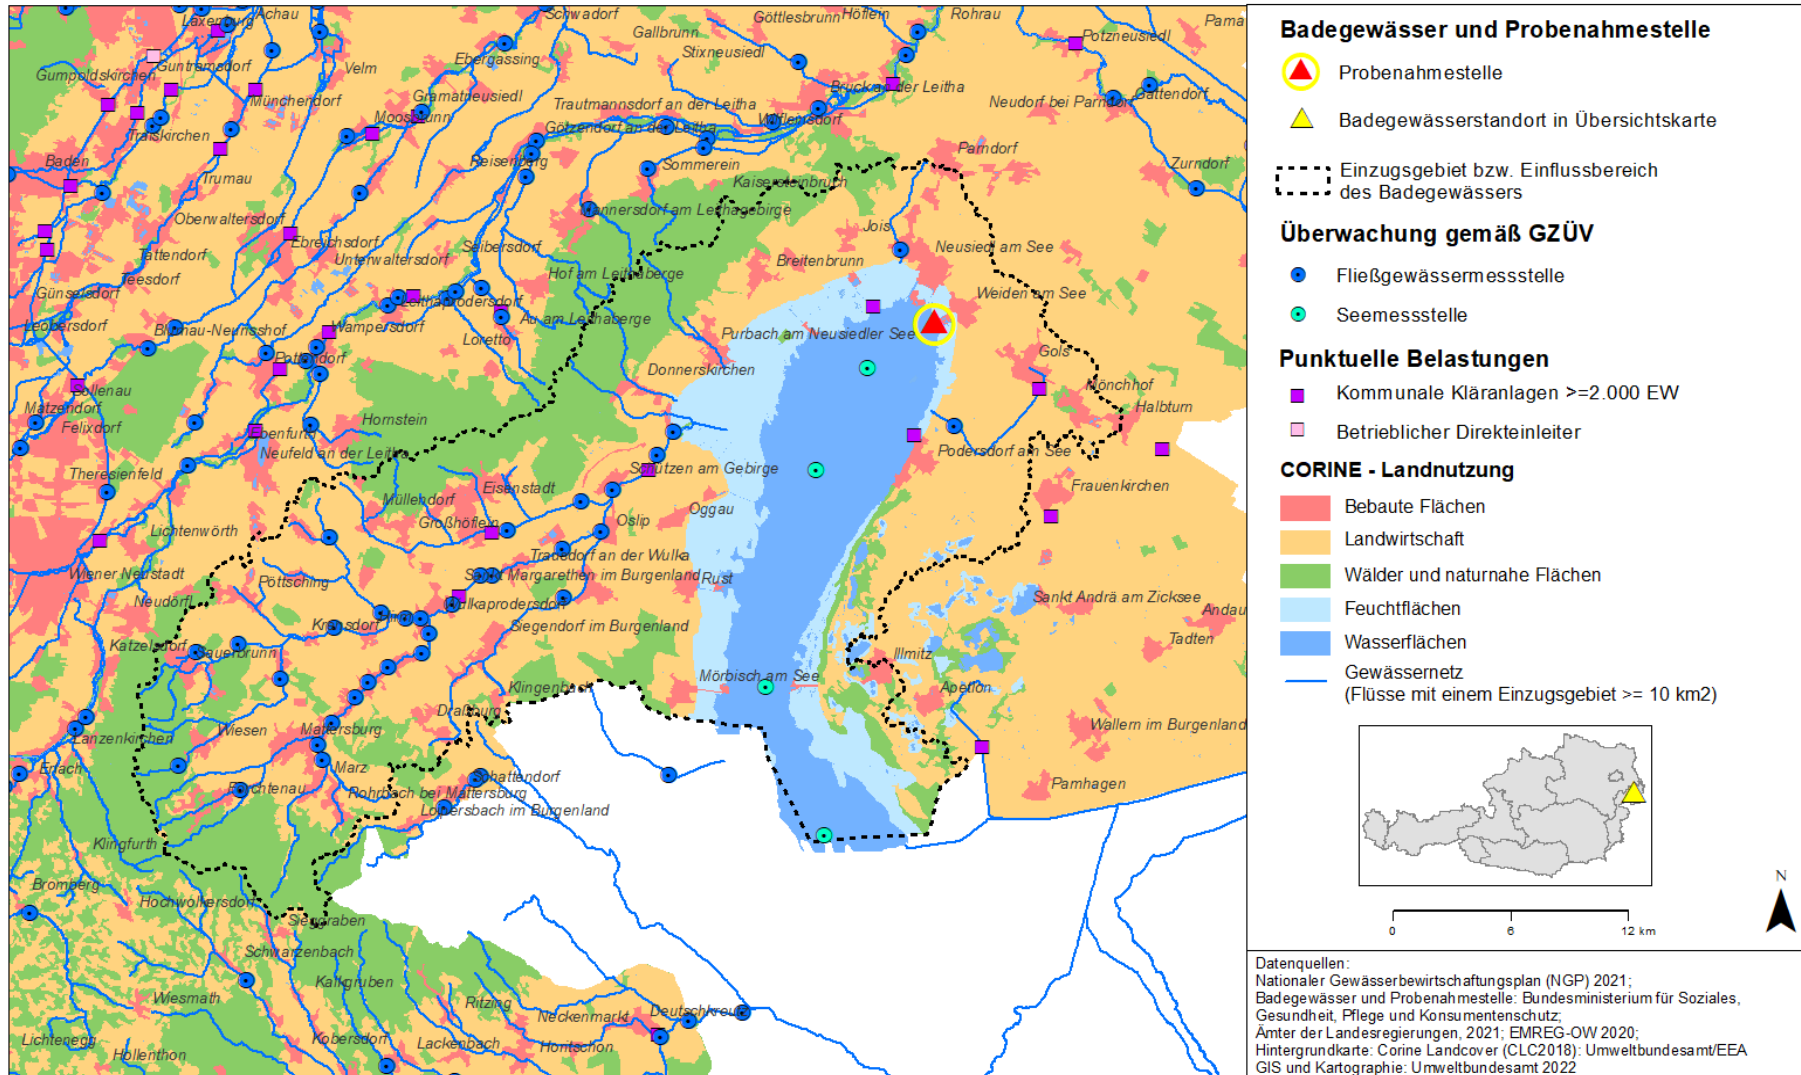 Laxenburg
Achau
Schwadorf
Göttlesbrunn
Höflein
Rohrau
Pama
Gallbrunn
Stixneusiedl
Potzneusiedl
Guntramsdorf
Gumpoldskirchen
Velm
Ebergassing
Münchendorf
Gramatneusiedl
Moosbrunn
Trautmannsdorf an der Leitha
Bruck an der Leitha
Neudorf bei Parndorf
Gattendorf
Traiskirchen
Götzendorf an der Leitha
Wilfleinsdorf
Baden
Trumau
Reisenberg
Sommerein
Parndorf
Zurndorf
Kaisersteinbruch
Oberwaltersdorf
Mannersdorf am Leithagebirge
Jois
Tattendorf
Ebreichsdorf
Seibersdorf
Neusiedl am See
Unterwaltersdorf
Breitenbrunn
Teesdorf
Hof am Leithaberge
Günselsdorf
Weiden am See
Leobersdorf
Blumau-Neurisshof
Wampersdorf
Leithaprodersdorf
Au am Leithaberge
Loretto
Purbach am Neusiedler See
Pottendorf
Gols
Donnerskirchen
Mönchhof
Sollenau
Matzendorf
Felixdorf
Hornstein
Halbturn
Ebenfurth
Neufeld an der Leitha
Podersdorf am See
Theresienfeld
Schützen am Gebirge
Eisenstadt
Müllendorf
Frauenkirchen
Großhöflein
Oslip
Oggau
Lichtenwörth
Trausdorf an der Wulka
Wiener Neustadt
Pöttsching
Sankt Margarethen im Burgenland
Rust
Neudörfl
Wulkaprodersdorf
Sankt Andrä am Zicksee
Andau
Krensdorf
Siegendorf im Burgenland
Tadten
Katzelsdorf
Sauerbrunn
Illmitz
Mörbisch am See
Klingenbach
Apetlon
Draßburg
Wallern im Burgenland
Lanzenkirchen
Wiesen
Mattersburg
Erlach
Marz
Schattendorf
Forchtenau
Rohrbach bei Mattersburg
Pamhagen
Loipersbach im Burgenland
Klingfurth
Bromberg
Hochwolkersdorf
Sieggraben
Schwarzenbach
Kalkgruben
Wiesmath
Ritzing
Neckenmarkt
Deutschkreutz
Lichtenegg
Hollenthon
Kobersdorf
Lackenbach
Horitschon
Badegewässer und Probenahmestelle
Probenahmestelle
Badegewässerstandort in Übersichtskarte
Einzugsgebiet bzw. Einflussbereich
des Badegewässers
Überwachung gemäß GZÜV
Fließgewässermessstelle
Seemessstelle
Punktuelle Belastungen
Kommunale Kläranlagen >=2.000 EW
Betrieblicher Direkteinleiter
CORINE - Landnutzung
Bebaute Flächen
Landwirtschaft
Wälder und naturnahe Flächen
Feuchtflächen
Wasserflächen
Gewässernetz
(Flüsse mit einem Einzugsgebiet >= 10 km2)
N
0 6 12 km
Datenquellen:
Nationaler Gewässerbewirtschaftungsplan (NGP) 2021;
Badegewässer und Probenahmestelle: Bundesministerium für Soziales,
Gesundheit, Pflege und Konsumentenschutz;
Ämter der Landesregierungen, 2021; EMREG-OW 2020;
Hintergrundkarte: Corine Landcover (CLC2018): Umweltbundesamt/EEA
GIS und Kartographie: Umweltbundesamt 2022